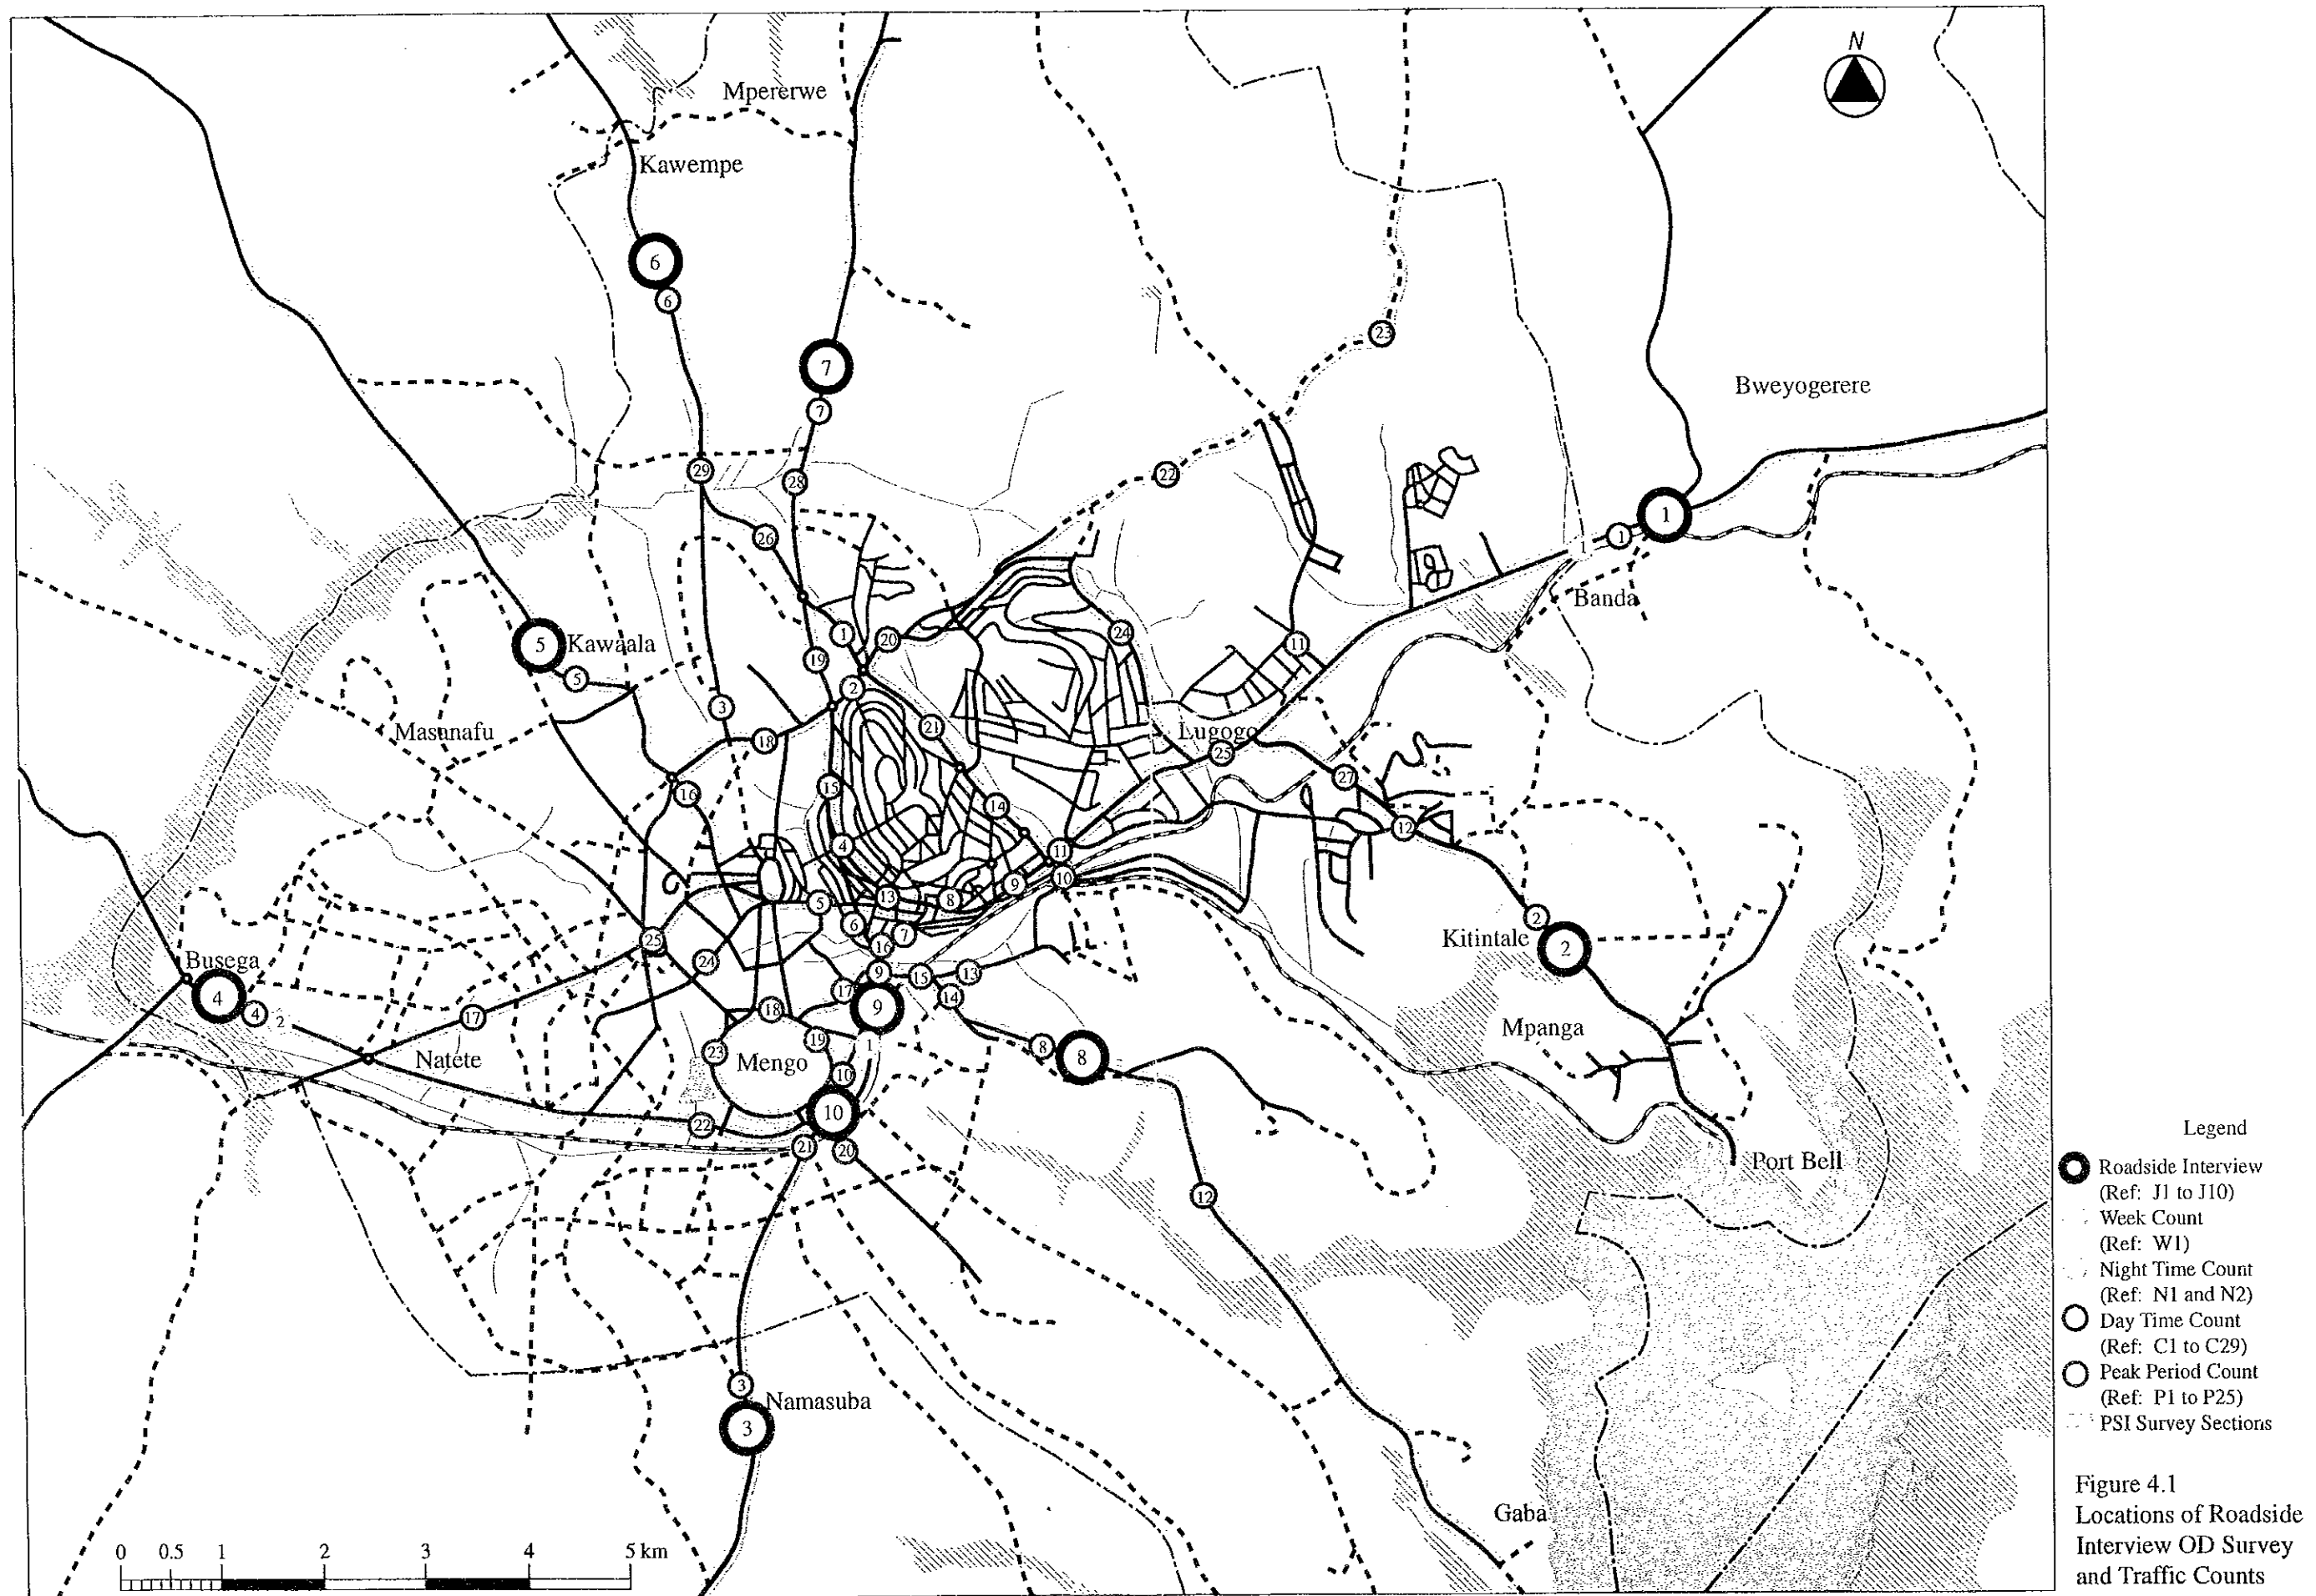 N
Mpererwe
Kawempe
6
6
23
7
Bweyogerere
7
29
22
28
1
1
26
Banda
1
20
24
11
5
Kawaala
19
5
2
3
21
Masanafu
Lugogo
18
25
27
15
16
14
12
4
11
10
9
13
8
5
2
6
7
Kitintale
2
25
16
Busega
24
9
15
13
4
17
14
9
4
2
18
17
Mpanga
19
1
8
8
23
Natete
Mengo
10
10
22
Legend
21
20
Port Bell
Roadside Interview
(Ref: J1 to J10)
12
Week Count
(Ref: W1)
Night Time Count
(Ref: N1 and N2)
Day Time Count
(Ref: C1 to C29)
Peak Period Count
(Ref: P1 to P25)
3
Namasuba
3
PSI Survey Sections
Gaba
Figure 4.1
Locations of Roadside
Interview OD Survey
and Traffic Counts
0 0.5 1 2 3 4 5 km